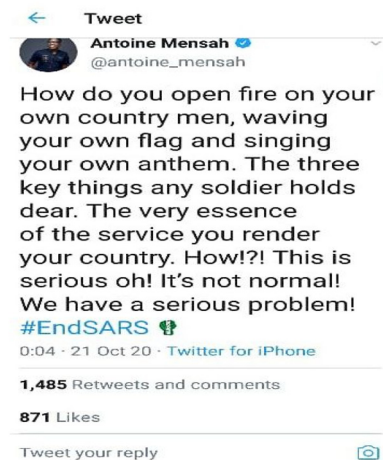 Tweet
Antoine Mensah
@antoine_mensah
How do you open fire on your
own country men, waving
your own flag and singing
your own anthem. The three
key things any soldier holds
dear. The very essence
of the service you render
your country. How!?! This is
serious oh! It's not normal!
We have a serious problem!
#EndSARS
0:04 · 21 Oct 20 · Twitter for iPhone
1,485 Retweets and comments
871 Likes
Tweet your reply